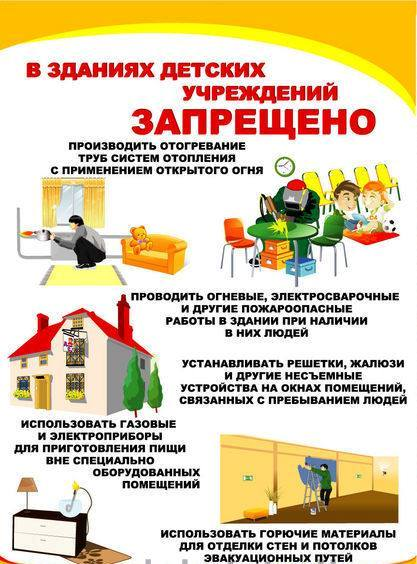 В ЗДАНИЯХ ДЕТСКИХ
УЧРЕЖДЕНИЙ
ЗАПРЕЩЕНО
ПРОИЗВОДИТЬ ОТОГРЕВАНИЕ
ТРУБ СИСТЕМ ОТОПЛЕНИЯ
С ПРИМЕНЕНИЕМ ОТКРЫТОГО ОГНЯ
ПРОВОДИТЬ ОГНЕВЫЕ, ЭЛЕКТРОСВАРОЧНЫЕ
И ДРУГИЕ ПОЖАРООПАСНЫЕ
РАБОТЫ В ЗДАНИИ ПРИ НАЛИЧИИ
В НИХ ЛЮДЕЙ
УСТАНАВЛИВАТЬ РЕШЕТКИ, ЖАЛЮЗИ
И ДРУГИЕ НЕСЪЕМНЫЕ
УСТРОЙСТВА НА ОКНАХ ПОМЕЩЕНИЙ,
СВЯЗАННЫХ С ПРЕБЫВАНИЕМ ЛЮДЕЙ
ИСПОЛЬЗОВАТЬ ГАЗОВЫЕ
И ЭЛЕКТРОПРИБОРЫ
ДЛЯ ПРИГОТОВЛЕНИЯ ПИЩИ
ВНЕ СПЕЦИАЛЬНО
ОБОРУДОВАННЫХ
ПОМЕЩЕНИЙ
ИСПОЛЬЗОВАТЬ ГОРЮЧИЕ МАТЕРИАЛЫ
ДЛЯ ОТДЕЛКИ СТЕН И ПОТОЛКОВ
ЭВАКУАЦИОННЫХ ПУТЕЙ